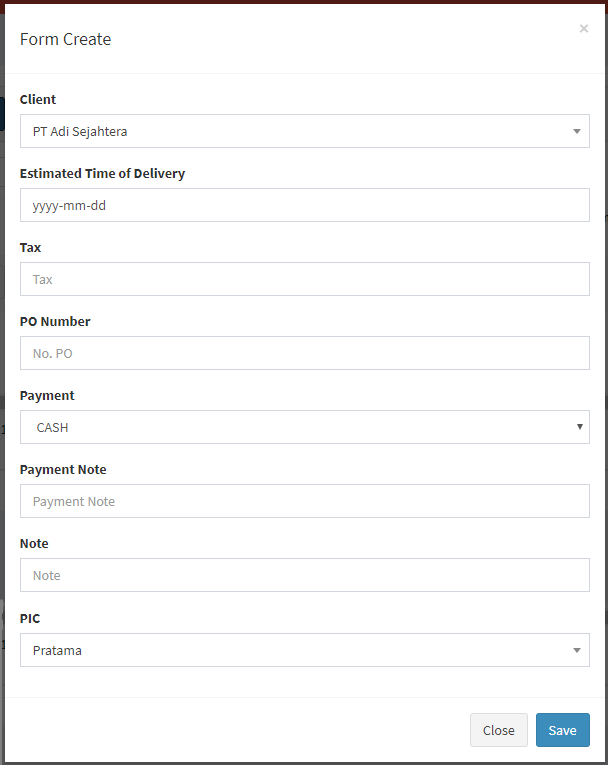 Form Create
×
Client
PT Adi Sejahtera
Estimated Time of Delivery
yyyy-mm-dd
Tax
Tax
PO Number
No. PO
Payment
CASH
Payment Note
Payment Note
Note
Note
PIC
Pratama
Close
Save